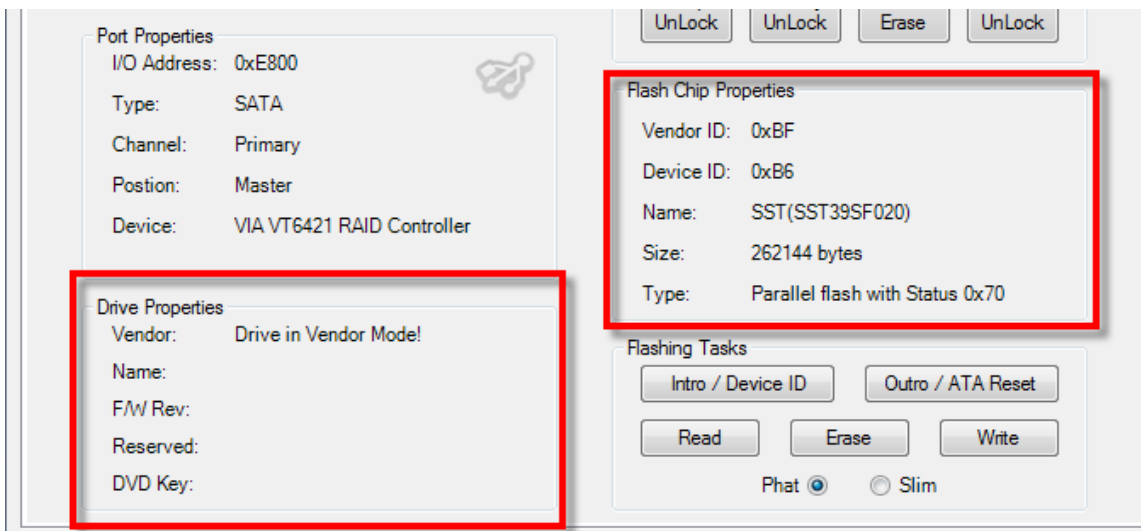 UnLock UnLock Erase UnLock
Port Properties
I/O Address: 0xE800
Type: SATA
Channel: Primary
Postion: Master
Device: VIA VT6421 RAID Controller
Drive Properties
Vendor: Drive in Vendor Mode!
Name:
F/W Rev:
Reserved:
DVD Key:
Flash Chip Properties
Vendor ID: 0xBF
Device ID: 0xB6
Name: SST(SST39SF020)
Size: 262144 bytes
Type: Parallel flash with Status 0x70
Flashing Tasks
Intro / Device ID Outro / ATA Reset
Read Erase Write
Phat Slim